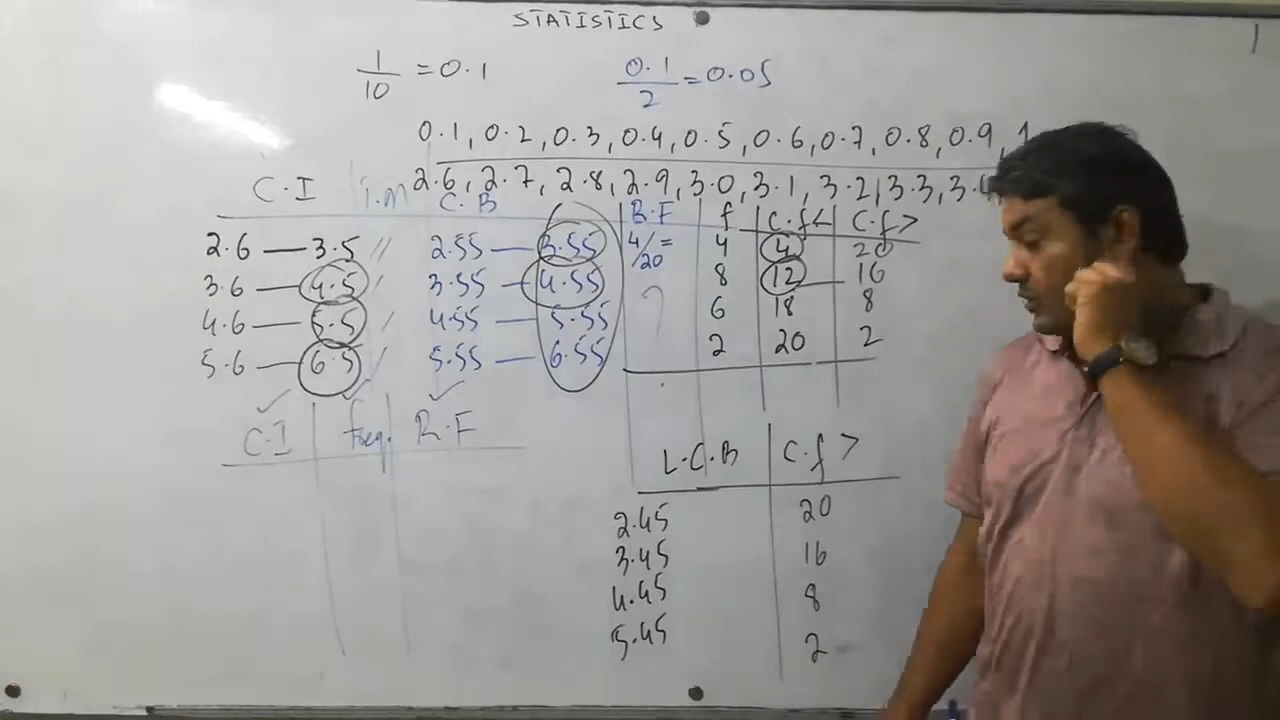 STATISTICS
1/10 = 0.1
0.1/2 = 0.05
0.1, 0.2, 0.3, 0.4, 0.5, 0.6, 0.7, 0.8, 0.9, 1
2.6, 2.7, 2.8, 2.9, 3.0, 3.1, 3.2, 3.3, 3.4
C.I C.B R.F f C.f< C.f>
2.6 — 3.5 // 2.55 — 3.55 4/20 = 4 4 20
3.6 — 4.5 / 3.55 — 4.55 8 12 16
4.6 — 5.5 / 4.55 — 5.55 6 18 8
5.6 — 6.5 / 5.55 — 6.55 2 20 2
C.I freq. R.F
L.C.B C.f >
2.45 20
3.45 16
4.45 8
5.45 2